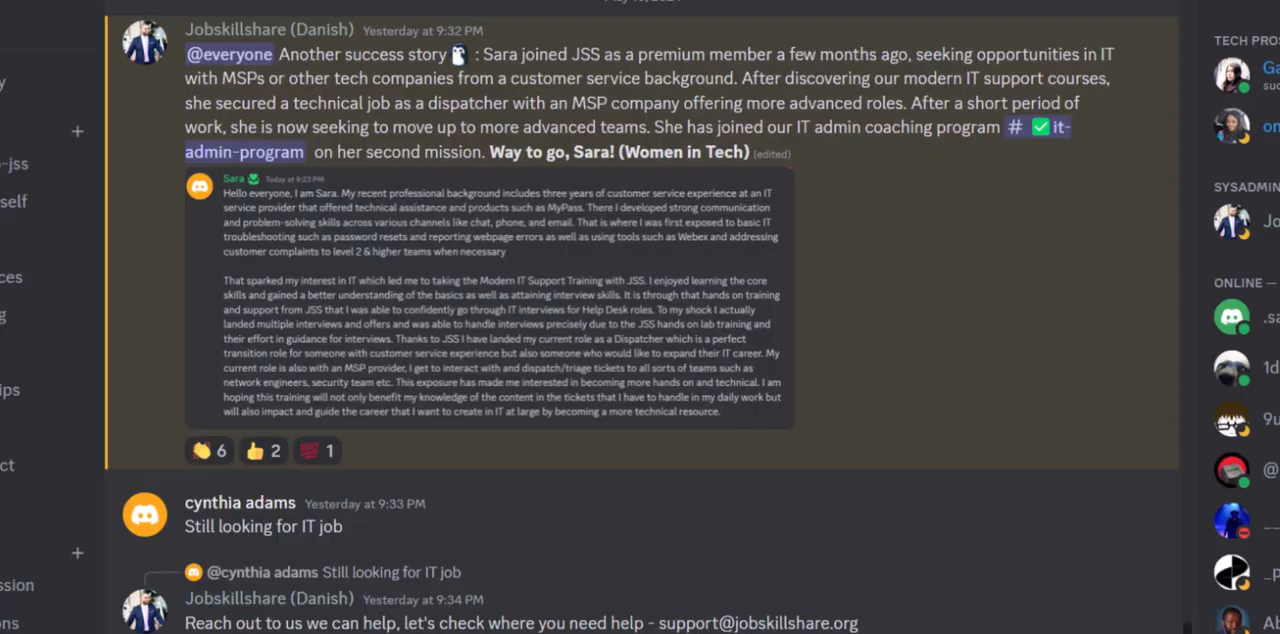 Jobskillshare (Danish) Yesterday at 9:32 PM
@everyone Another success story : Sara joined JSS as a premium member a few months ago, seeking opportunities in IT
with MSPs or other tech companies from a customer service background. After discovering our modern IT support courses,
she secured a technical job as a dispatcher with an MSP company offering more advanced roles. After a short period of
work, she is now seeking to move up to more advanced teams. She has joined our IT admin coaching program # ✅it-
admin-program on her second mission. Way to go, Sara! (Women in Tech) (edited)
Sara Today at 9:23 PM
Hello everyone, I am Sara. My recent professional background includes three years of customer service experience at an IT
service provider that offered technical assistance and products such as MyPass. There I developed strong communication
and problem-solving skills across various channels like chat, phone, and email. That is where I was first exposed to basic IT
troubleshooting such as password resets and reporting webpage errors as well as using tools such as Webex and addressing
customer complaints to level 2 & higher teams when necessary
That sparked my interest in IT which led me to taking the Modern IT Support Training with JSS. I enjoyed learning the core
skills and gained a better understanding of the basics as well as attaining interview skills. It is through that hands on training
and support from JSS that I was able to confidently go through IT interviews for Help Desk roles. To my shock I actually
landed multiple interviews and offers and was able to handle interviews precisely due to the JSS hands on lab training and
their effort in guidance for interviews. Thanks to JSS I have landed my current role as a Dispatcher which is a perfect
transition role for someone with customer service experience but also someone who would like to expand their IT career. My
current role is also with an MSP provider, I get to interact with and dispatch/triage tickets to all sorts of teams such as
network engineers, security team etc. This exposure has made me interested in becoming more hands on and technical. I am
hoping this training will not only benefit my knowledge of the content in the tickets that I have to handle in my daily work but
will also impact and guide the career that I want to create in IT at large by becoming a more technical resource.
6 2 1
cynthia adams Yesterday at 9:33 PM
Still looking for IT job
@cynthia adams Still looking for IT job
Jobskillshare (Danish) Yesterday at 9:34 PM
Reach out to us we can help, let's check where you need help - support@jobskillshare.org
-jss
self
ces
ips
ct
ssion
ons
TECH PROS
Ga
suc
on
SYSADMIN
Jo
ONLINE —
.sa
1d
9u
@
_p
Al